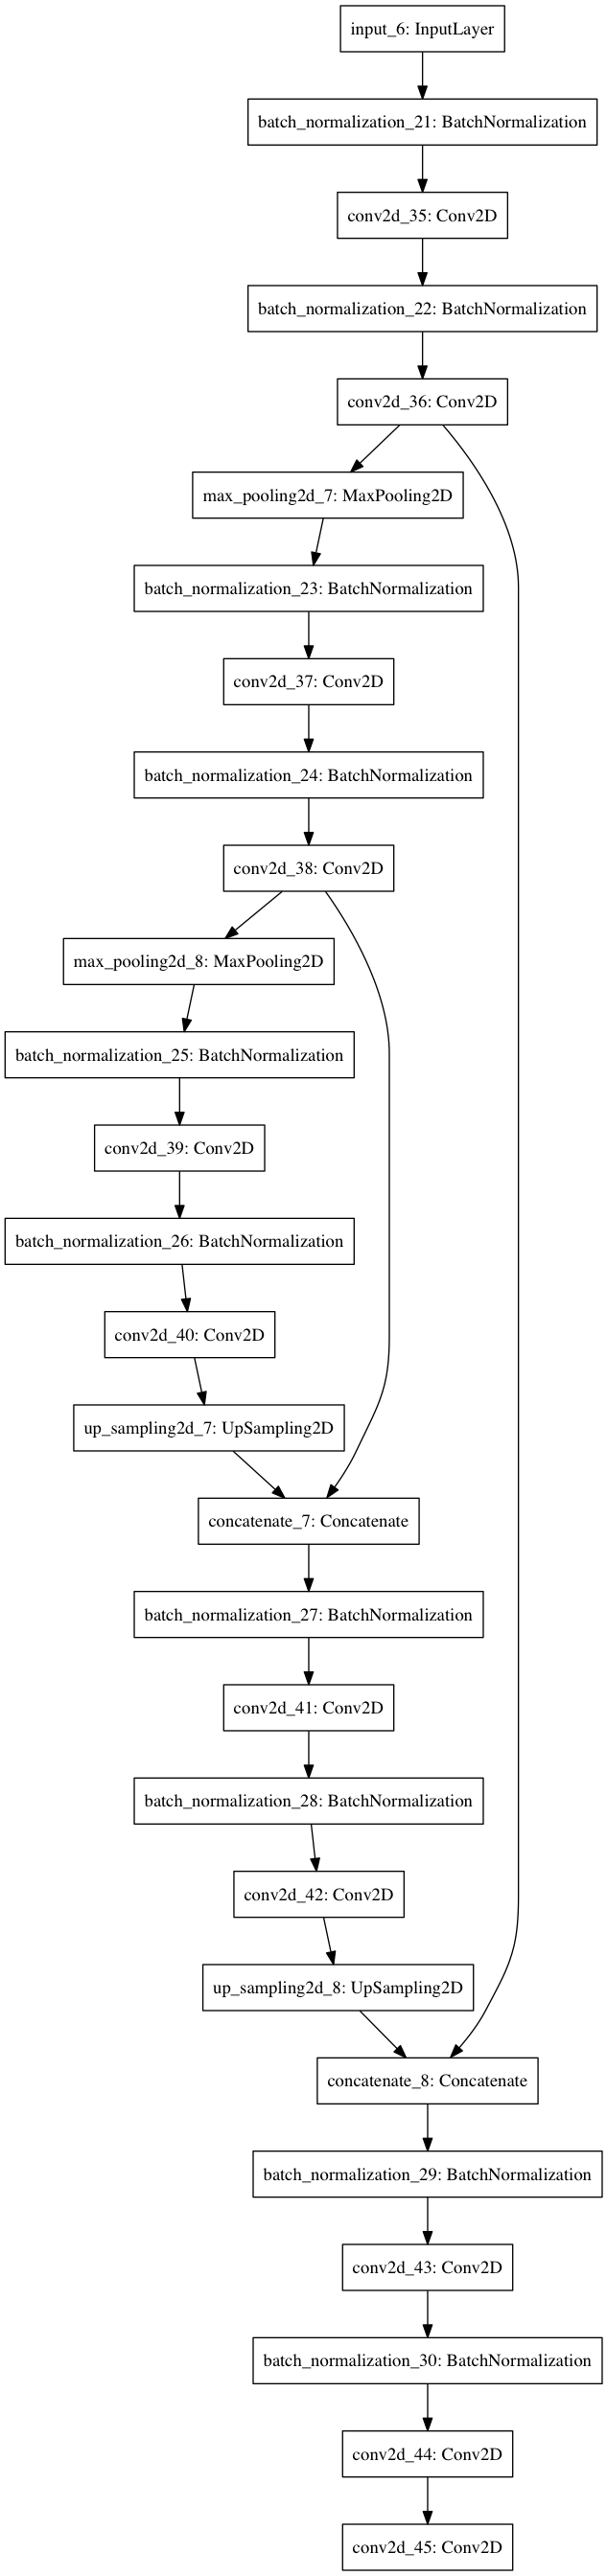 input_6: InputLayer
batch_normalization_21: BatchNormalization
conv2d_35: Conv2D
batch_normalization_22: BatchNormalization
conv2d_36: Conv2D
max_pooling2d_7: MaxPooling2D
batch_normalization_23: BatchNormalization
conv2d_37: Conv2D
batch_normalization_24: BatchNormalization
conv2d_38: Conv2D
max_pooling2d_8: MaxPooling2D
batch_normalization_25: BatchNormalization
conv2d_39: Conv2D
batch_normalization_26: BatchNormalization
conv2d_40: Conv2D
up_sampling2d_7: UpSampling2D
concatenate_7: Concatenate
batch_normalization_27: BatchNormalization
conv2d_41: Conv2D
batch_normalization_28: BatchNormalization
conv2d_42: Conv2D
up_sampling2d_8: UpSampling2D
concatenate_8: Concatenate
batch_normalization_29: BatchNormalization
conv2d_43: Conv2D
batch_normalization_30: BatchNormalization
conv2d_44: Conv2D
conv2d_45: Conv2D